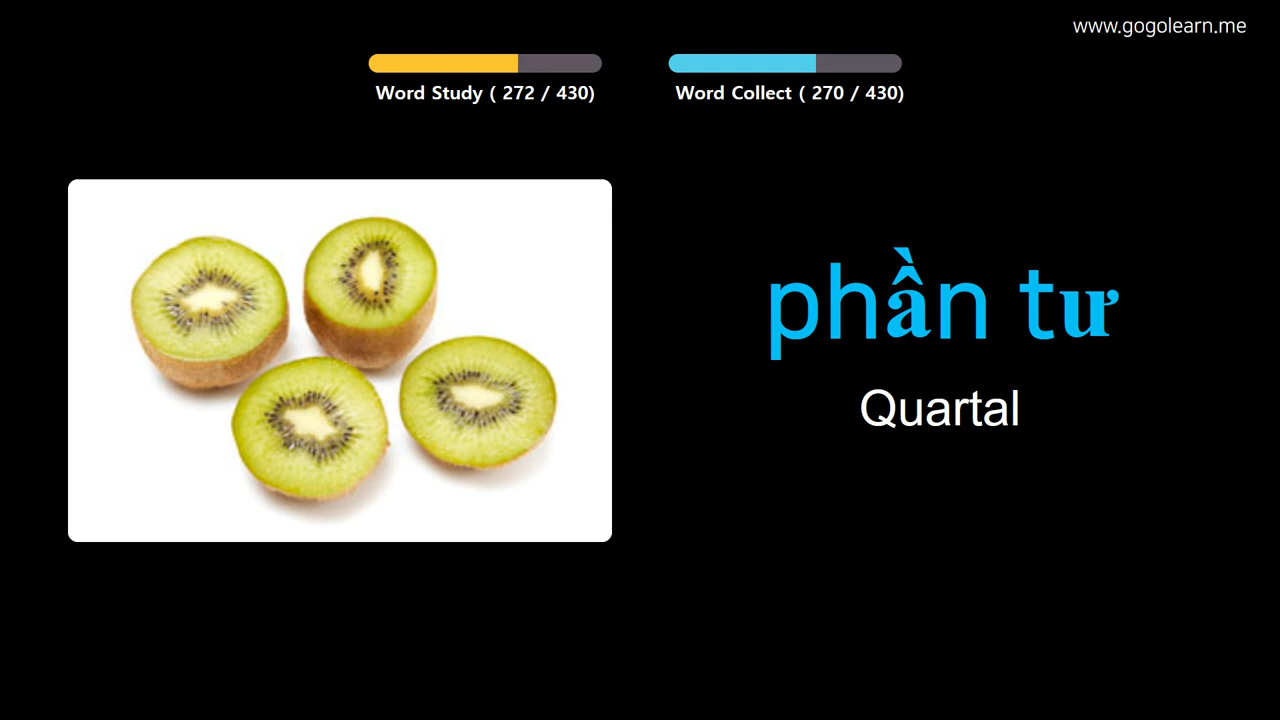 www.gogolearn.me
Word Study ( 272 / 430)
Word Collect ( 270 / 430)
phần tư
Quartal